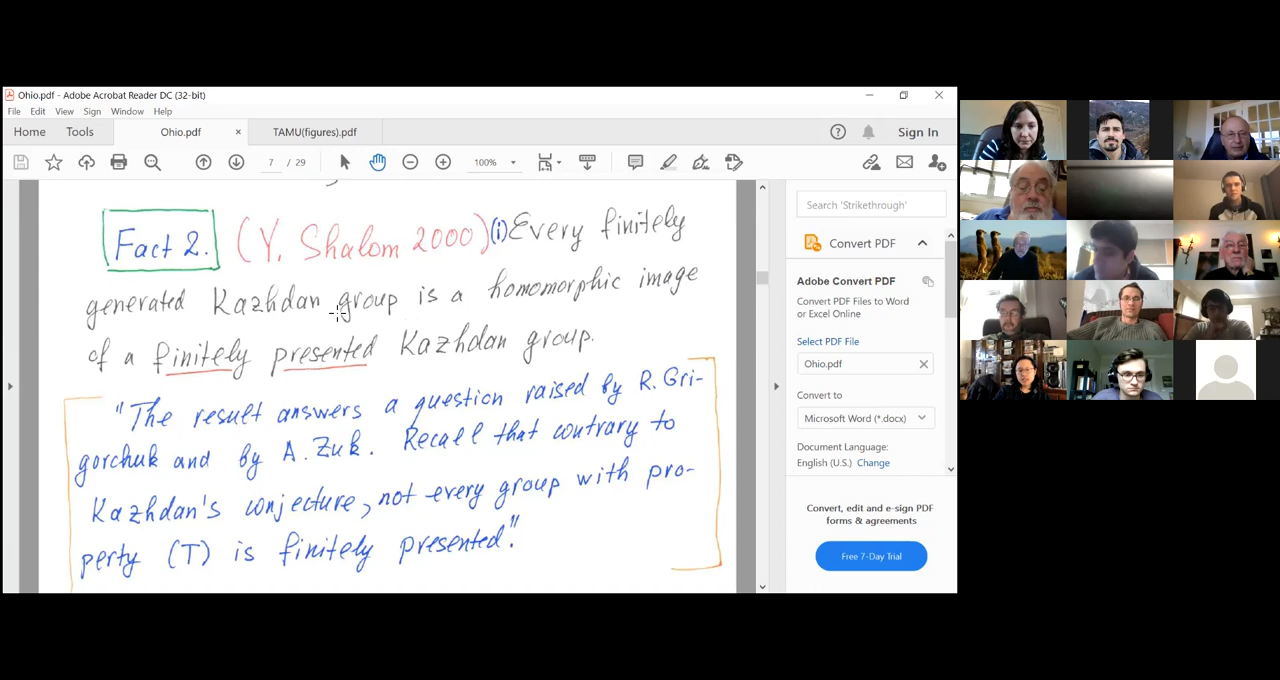 Ohio.pdf - Adobe Acrobat Reader DC (32-bit)
File Edit View Sign Window Help
Home Tools Ohio.pdf × TAMU(figures).pdf Sign In
7 / 29 100%
Fact 2. (Y. Shalom 2000) (i) Every finitely
generated Kazhdan group is a homomorphic image
of a finitely presented Kazhdan group.
"The result answers a question raised by R. Gri-
gorchuk and by A. Zuk. Recall that contrary to
Kazhdan's conjecture, not every group with pro-
perty (T) is finitely presented".
Search 'Strikethrough'
Convert PDF
Adobe Convert PDF
Convert PDF Files to Word
or Excel Online
Select PDF File
Ohio.pdf
Convert to
Microsoft Word (*.docx)
Document Language:
English (U.S.) Change
Convert, edit and e-sign PDF
forms & agreements
Free 7-Day Trial